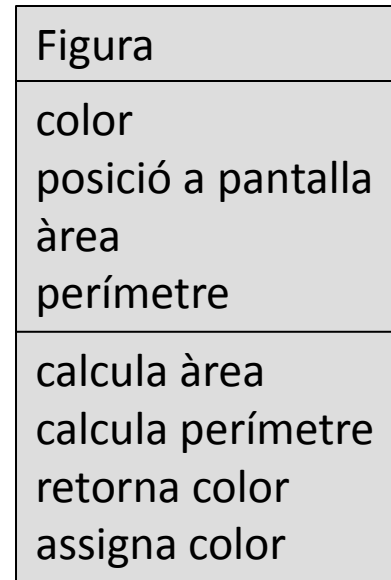 Figura
color
posició a pantalla
àrea
perímetre
calcula àrea
calcula perímetre
retorna color
assigna color